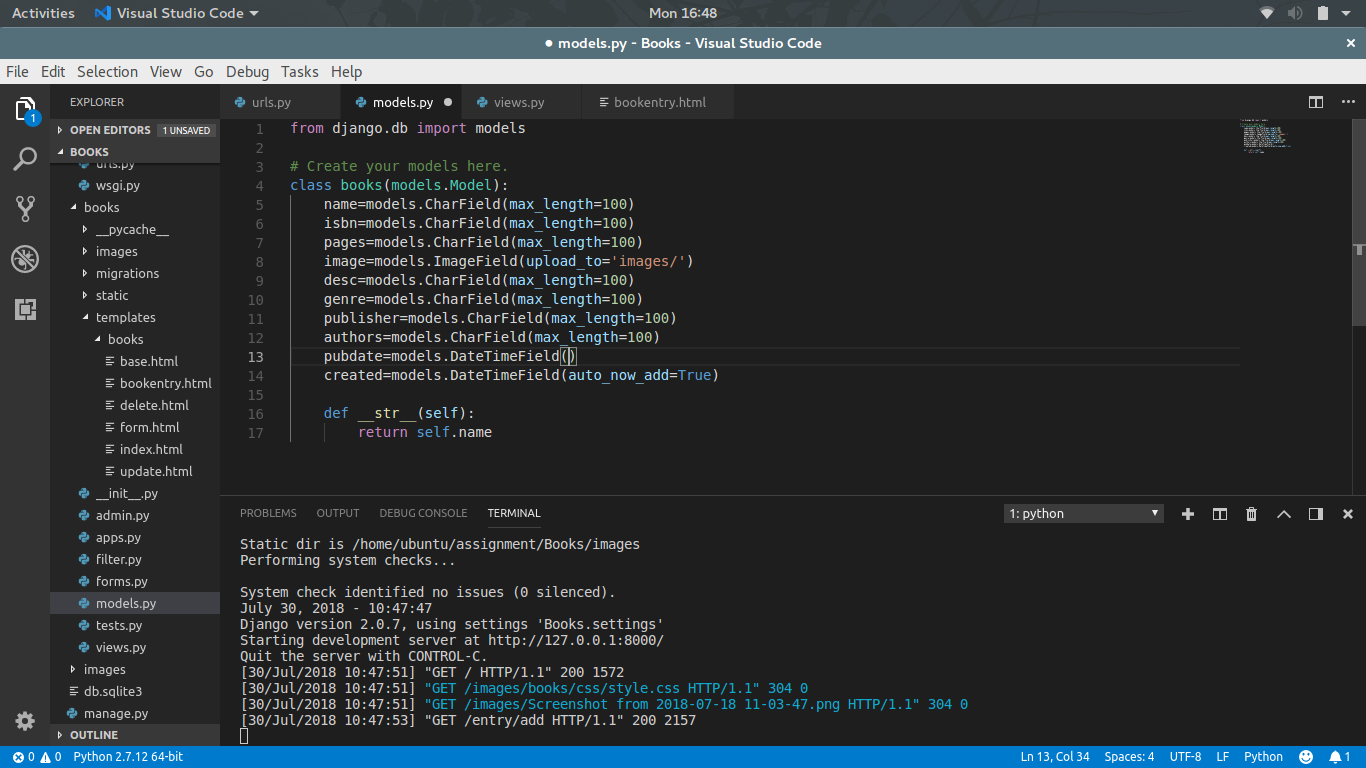 Activities Visual Studio Code Mon 16:48
● models.py - Books - Visual Studio Code
File Edit Selection View Go Debug Tasks Help
1
EXPLORER
OPEN EDITORS 1 UNSAVED
BOOKS
urls.py
wsgi.py
books
__pycache__
images
migrations
static
templates
books
base.html
bookentry.html
delete.html
form.html
index.html
update.html
__init__.py
admin.py
apps.py
filter.py
forms.py
models.py
tests.py
views.py
images
db.sqlite3
manage.py
OUTLINE
urls.py models.py views.py bookentry.html
1 from django.db import models
2
3 # Create your models here.
4 class books(models.Model):
5 name=models.CharField(max_length=100)
6 isbn=models.CharField(max_length=100)
7 pages=models.CharField(max_length=100)
8 image=models.ImageField(upload_to='images/')
9 desc=models.CharField(max_length=100)
10 genre=models.CharField(max_length=100)
11 publisher=models.CharField(max_length=100)
12 authors=models.CharField(max_length=100)
13 pubdate=models.DateTimeField()
14 created=models.DateTimeField(auto_now_add=True)
15
16 def __str__(self):
17 return self.name
PROBLEMS OUTPUT DEBUG CONSOLE TERMINAL 1: python
Static dir is /home/ubuntu/assignment/Books/images
Performing system checks...
System check identified no issues (0 silenced).
July 30, 2018 - 10:47:47
Django version 2.0.7, using settings 'Books.settings'
Starting development server at http://127.0.0.1:8000/
Quit the server with CONTROL-C.
[30/Jul/2018 10:47:51] "GET / HTTP/1.1" 200 1572
[30/Jul/2018 10:47:51] "GET /images/books/css/style.css HTTP/1.1" 304 0
[30/Jul/2018 10:47:51] "GET /images/Screenshot from 2018-07-18 11-03-47.png HTTP/1.1" 304 0
[30/Jul/2018 10:47:53] "GET /entry/add HTTP/1.1" 200 2157
0 0 Python 2.7.12 64-bit Ln 13, Col 34 Spaces: 4 UTF-8 LF Python 1